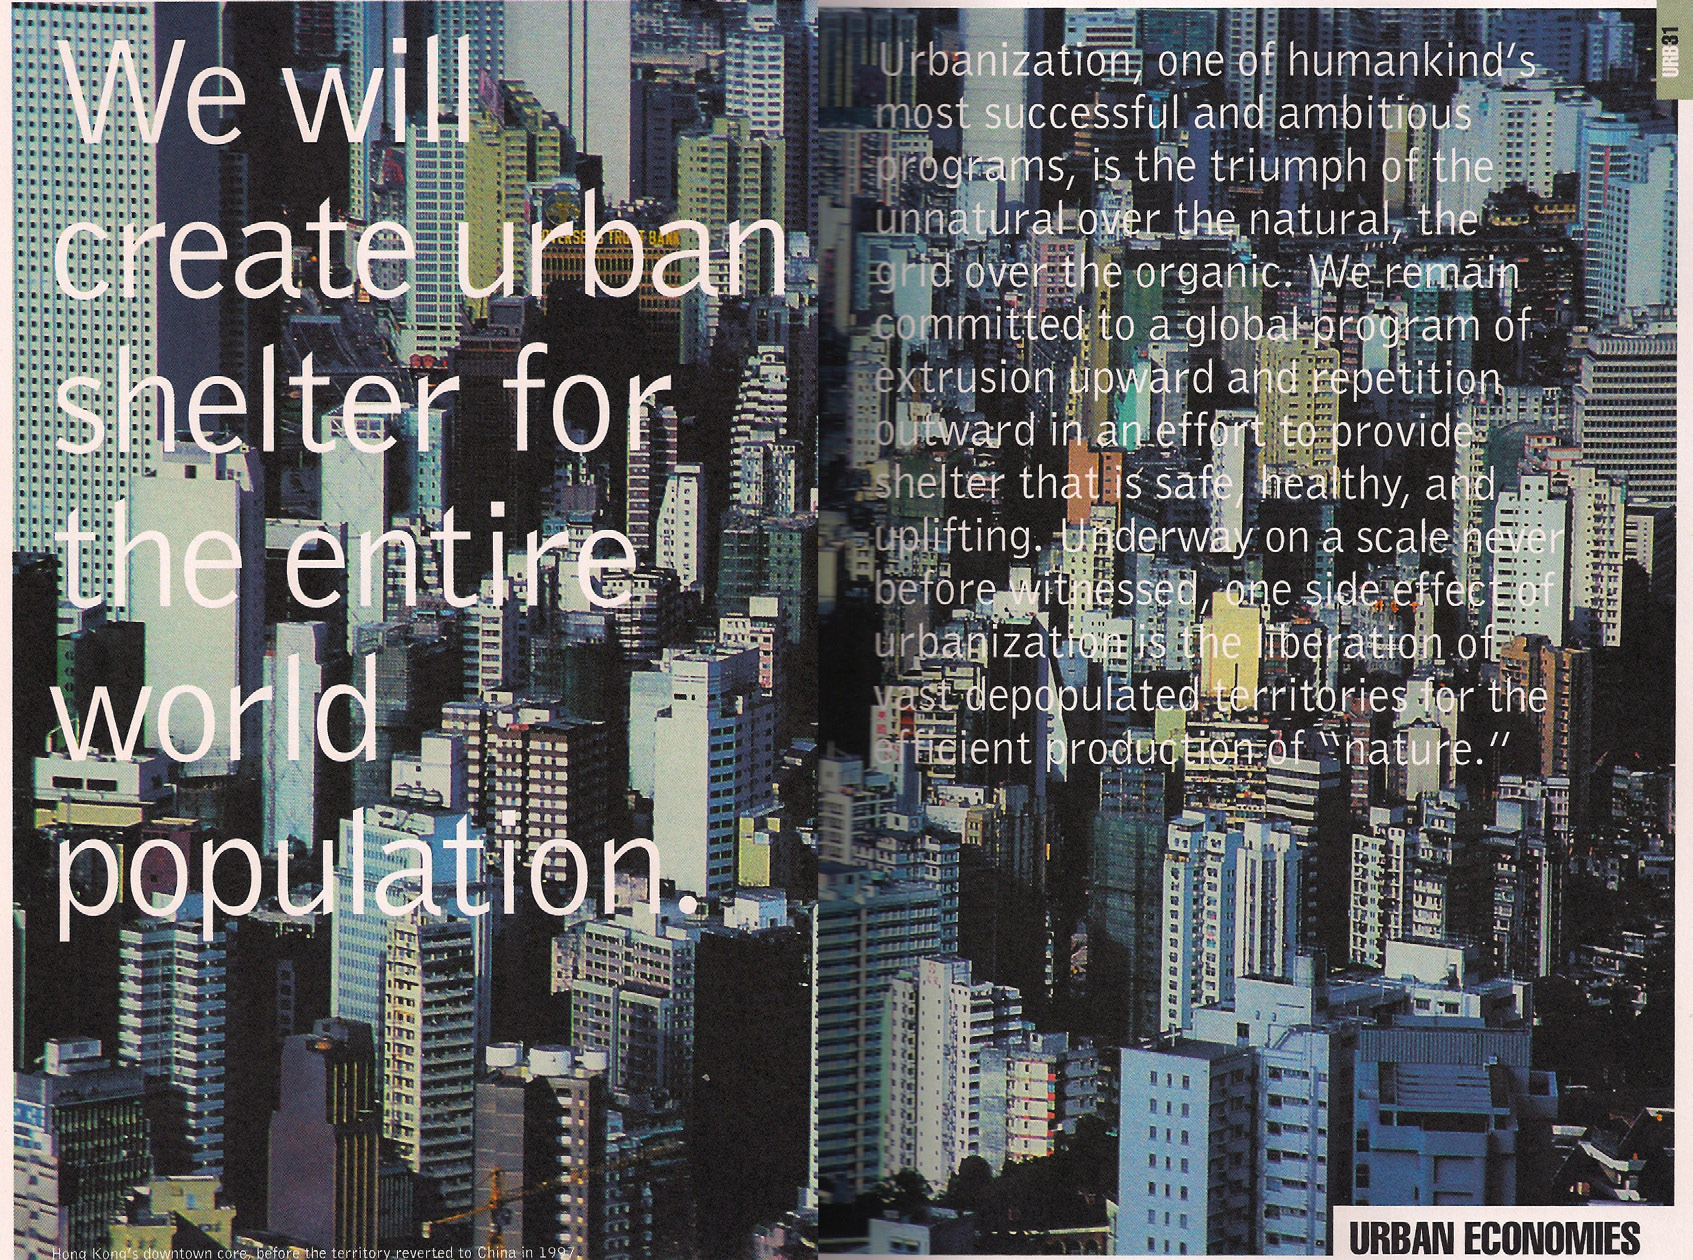 We will
create urban
shelter for
the entire
world
population.
OVERSEAS TRUST BANK
Hong Kong's downtown core, before the territory reverted to China in 1997
Urbanization, one of humankind's
most successful and ambitious
programs, is the triumph of the
unnatural over the natural, the
grid over the organic. We remain
committed to a global program of
extrusion upward and repetition
outward in an effort to provide
shelter that is safe, healthy, and
uplifting. Underway on a scale never
before witnessed, one side effect of
urbanization is the liberation of
vast depopulated territories for the
efficient production of “nature.”
URB31
URBAN ECONOMIES